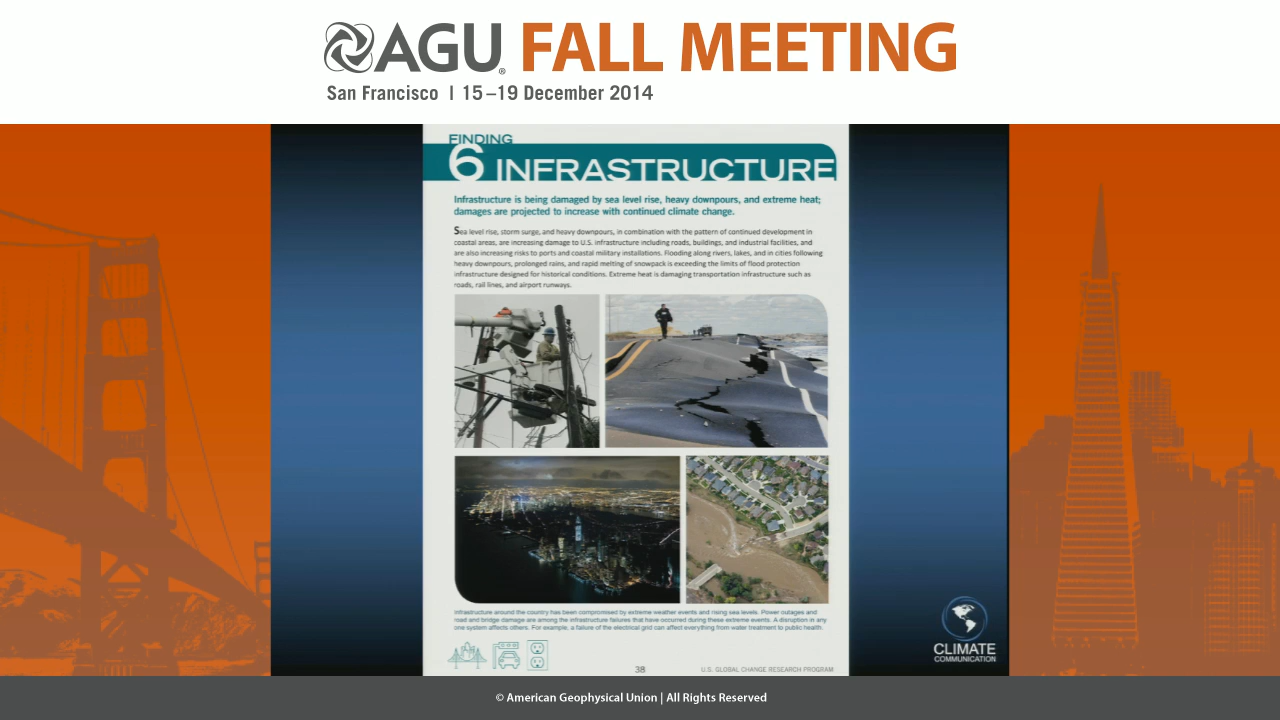 AGU® FALL MEETING
San Francisco | 15–19 December 2014
FINDING
6 INFRASTRUCTURE
Infrastructure is being damaged by sea level rise, heavy downpours, and extreme heat;
damages are projected to increase with continued climate change.
Sea level rise, storm surge, and heavy downpours, in combination with the pattern of continued development in
coastal areas, are increasing damage to U.S. infrastructure including roads, buildings, and industrial facilities, and
are also increasing risks to ports and coastal military installations. Flooding along rivers, lakes, and in cities following
heavy downpours, prolonged rains, and rapid melting of snowpack is exceeding the limits of flood protection
infrastructure designed for historical conditions. Extreme heat is damaging transportation infrastructure such as
roads, rail lines, and airport runways.
Infrastructure around the country has been compromised by extreme weather events and rising sea levels. Power outages and
road and bridge damage are among the infrastructure failures that have occurred during these extreme events. A disruption in any
one system affects others. For example, a failure of the electrical grid can affect everything from water treatment to public health.
38
U.S. GLOBAL CHANGE RESEARCH PROGRAM
CLIMATE
COMMUNICATION
© American Geophysical Union | All Rights Reserved